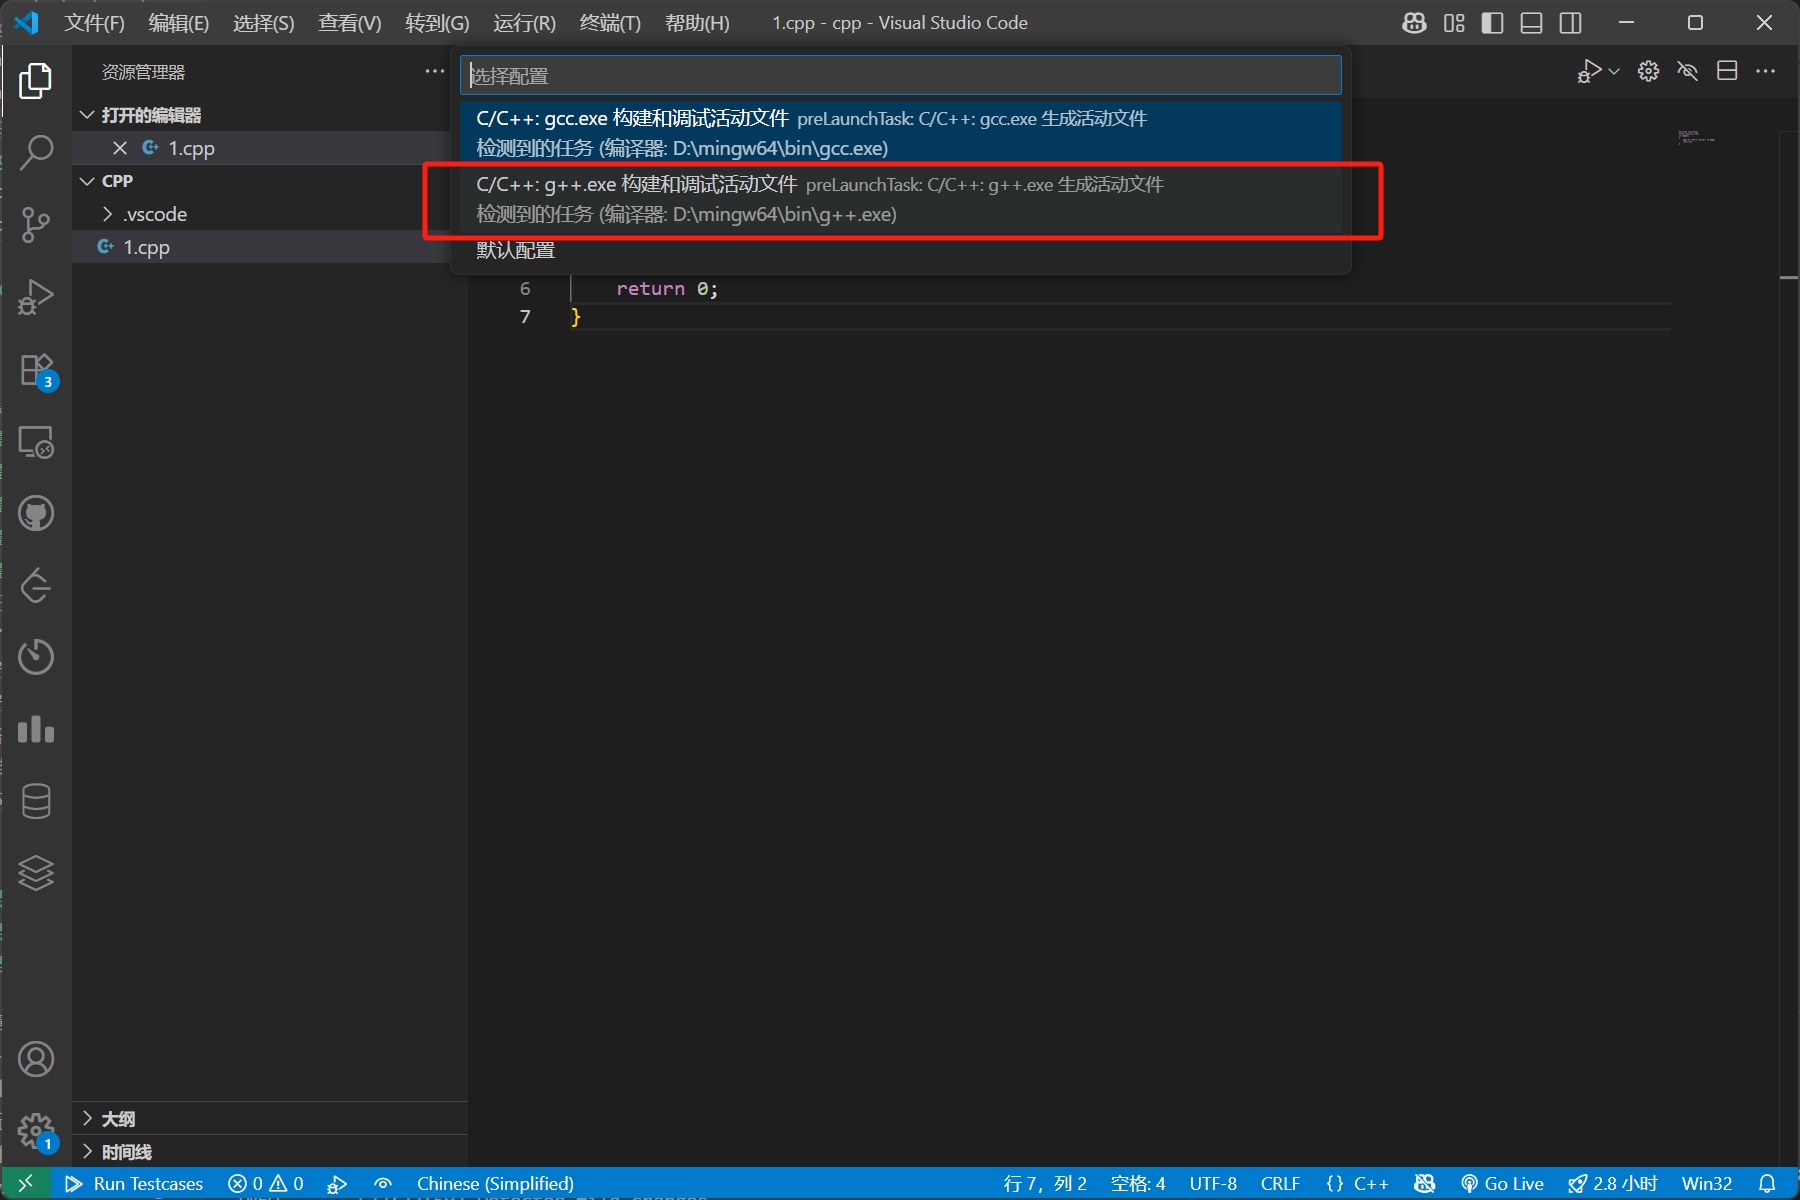 文件(F) 编辑(E) 选择(S) 查看(V) 转到(G) 运行(R) 终端(T) 帮助(H) 1.cpp - cpp - Visual Studio Code
资源管理器
选择配置
打开的编辑器
C/C++: gcc.exe 构建和调试活动文件 preLaunchTask: C/C++: gcc.exe 生成活动文件
1.cpp
检测到的任务 (编译器: D:\mingw64\bin\gcc.exe)
CPP
C/C++: g++.exe 构建和调试活动文件 preLaunchTask: C/C++: g++.exe 生成活动文件
.vscode
检测到的任务 (编译器: D:\mingw64\bin\g++.exe)
1.cpp
默认配置
6 return 0;
7 }
3
大纲
1
时间线
Run Testcases 0 0 Chinese (Simplified) 行 7，列 2 空格: 4 UTF-8 CRLF {} C++ Go Live 2.8 小时 Win32